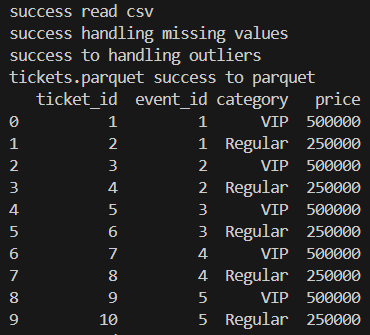 success read csv
success handling missing values
success to handling outliers
tickets.parquet success to parquet
ticket_id event_id category price
0 1 1 VIP 500000
1 2 1 Regular 250000
2 3 2 VIP 500000
3 4 2 Regular 250000
4 5 3 VIP 500000
5 6 3 Regular 250000
6 7 4 VIP 500000
7 8 4 Regular 250000
8 9 5 VIP 500000
9 10 5 Regular 250000